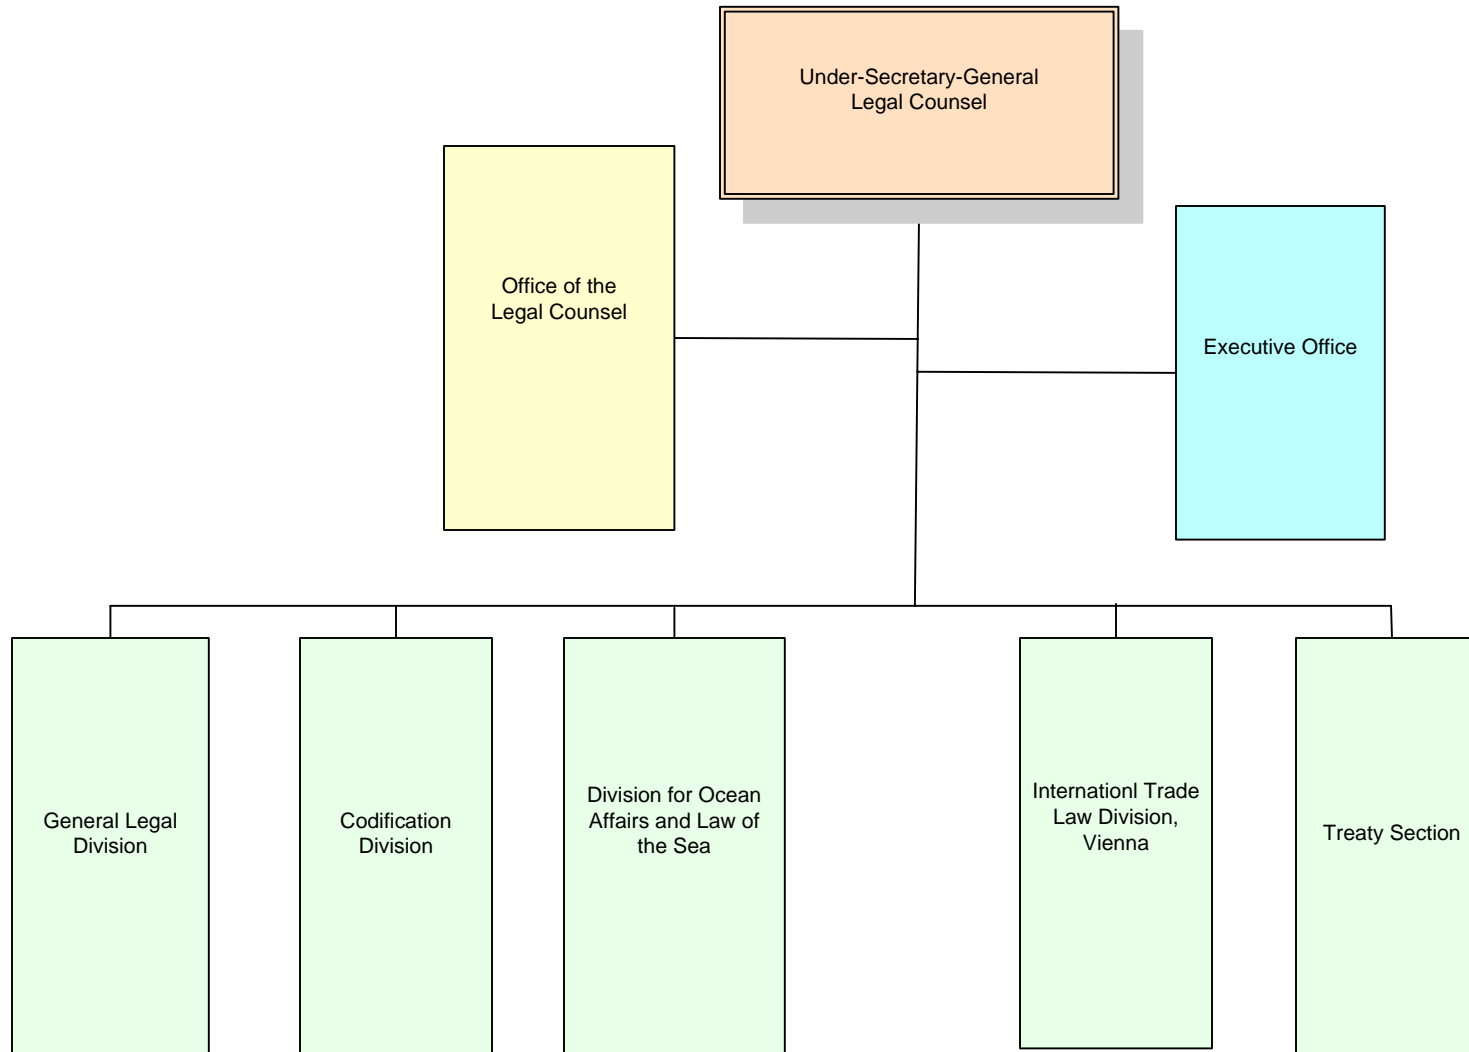 Under-Secretary-General
Legal Counsel
Office of the
Legal Counsel
Executive Office
General Legal
Division
Codification
Division
Division for Ocean
Affairs and Law of
the Sea
Internationl Trade
Law Division,
Vienna
Treaty Section